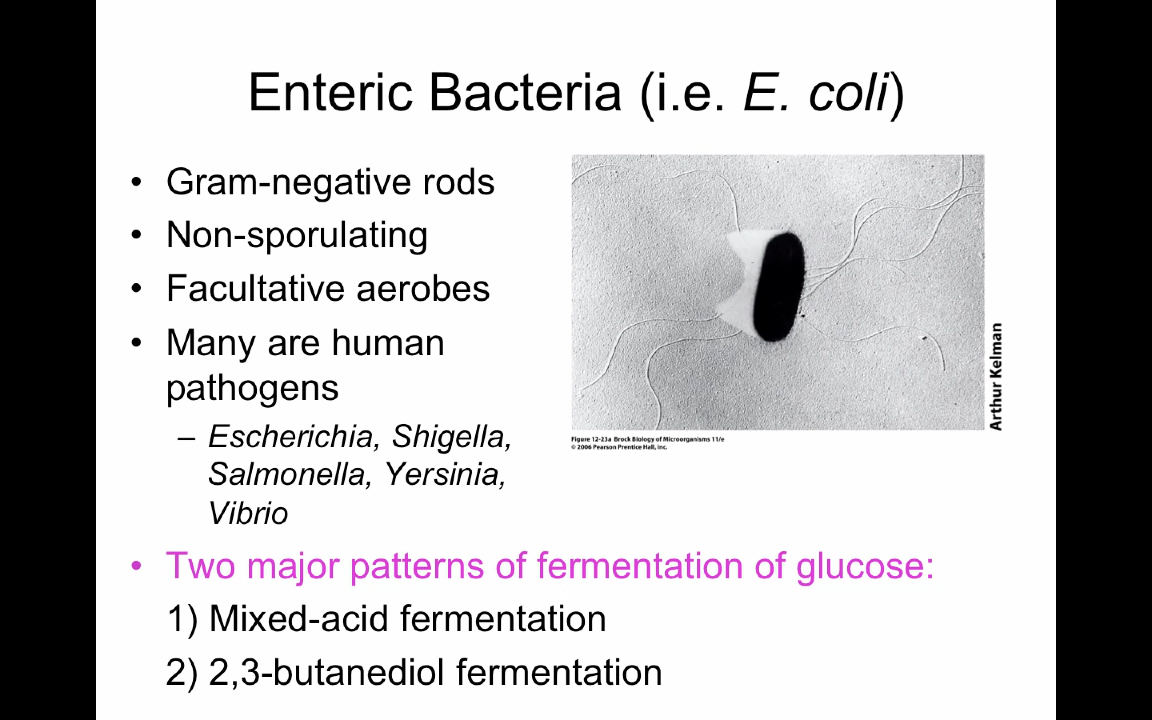 Enteric Bacteria (i.e. E. coli)
• Gram-negative rods
• Non-sporulating
• Facultative aerobes
• Many are human
pathogens
– Escherichia, Shigella,
Salmonella, Yersinia,
Vibrio
Arthur Kelman
Figure 12-23a Brock Biology of Microorganisms 11/e
© 2006 Pearson Prentice Hall, Inc.
• Two major patterns of fermentation of glucose:
1) Mixed-acid fermentation
2) 2,3-butanediol fermentation